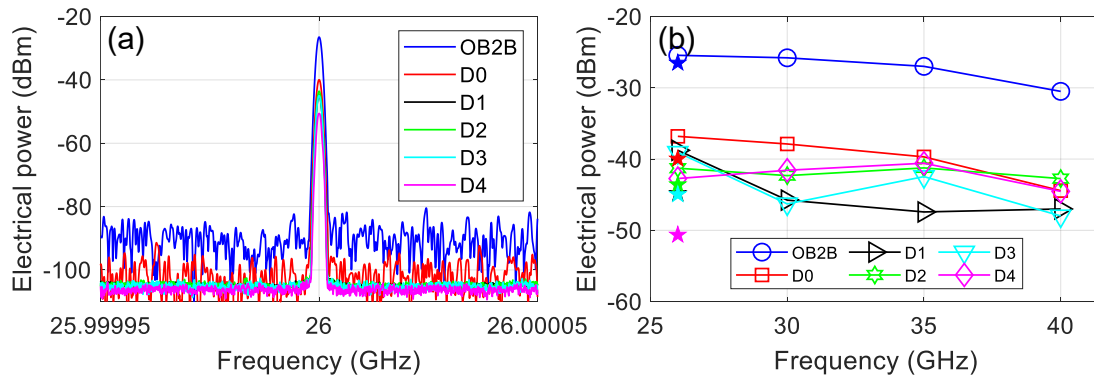 (a)
Electrical power (dBm)
-20
-40
-60
-80
-100
OB2B
D0
D1
D2
D3
D4
25.99995
26
26.00005
Frequency (GHz)
(b)
Electrical power (dBm)
-20
-30
-40
-50
-60
OB2B
D1
D3
D0
D2
D4
25
30
35
40
Frequency (GHz)